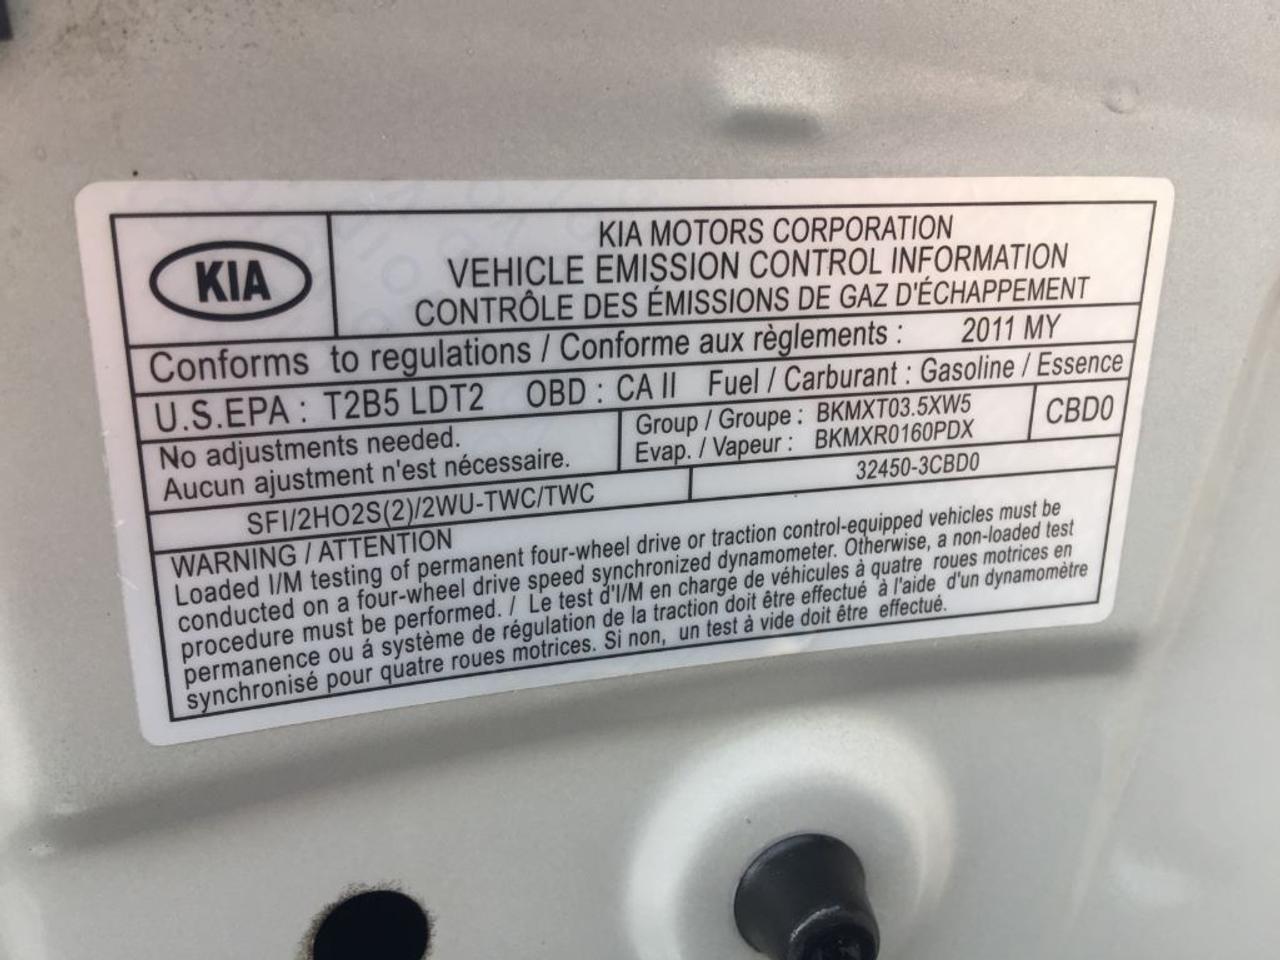 KIA
KIA MOTORS CORPORATION
VEHICLE EMISSION CONTROL INFORMATION
CONTRÔLE DES ÉMISSIONS DE GAZ D'ÉCHAPPEMENT
Conforms to regulations / Conforme aux règlements : 2011 MY
U.S.EPA : T2B5 LDT2 OBD : CA II Fuel / Carburant : Gasoline / Essence
No adjustments needed.
Aucun ajustment n'est nécessaire.
Group / Groupe : BKMXT03.5XW5
Evap. / Vapeur : BKMXR0160PDX
CBD0
SFI/2HO2S(2)/2WU-TWC/TWC
32450-3CBD0
WARNING / ATTENTION
Loaded I/M testing of permanent four-wheel drive or traction control-equipped vehicles must be
conducted on a four-wheel drive speed synchronized dynamometer. Otherwise, a non-loaded test
procedure must be performed. / Le test d'I/M en charge de véhicules à quatre roues motrices en
permanence ou á système de régulation de la traction doit être effectué à l'aide d'un dynamomètre
synchronisé pour quatre roues motrices. Si non, un test à vide doit être effectué.